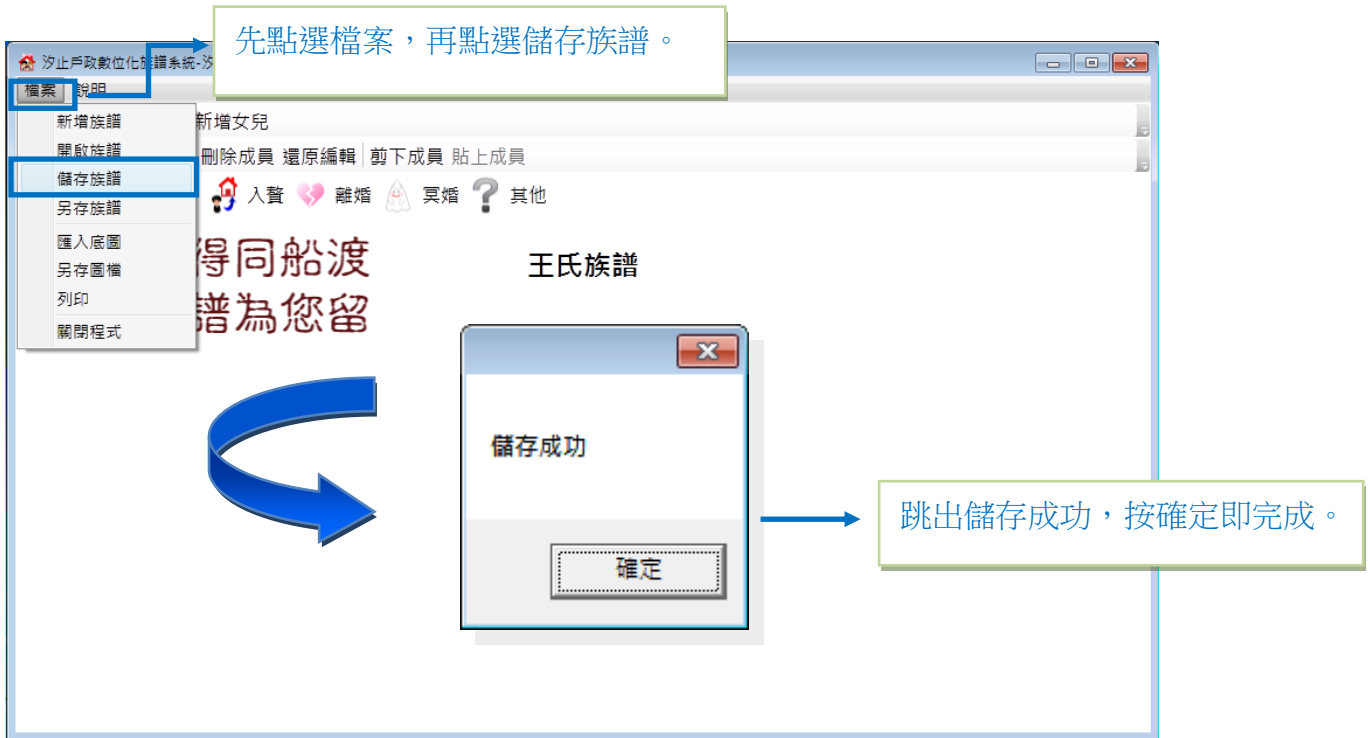 先點選檔案，再點選儲存族譜。
汐止戶政數位化族譜系統-汐
檔案 說明
新增族譜
新增女兒
開啟族譜
刪除成員 還原編輯 剪下成員 貼上成員
儲存族譜
入贅 離婚 冥婚 其他
另存族譜
匯入底圖
另存圖檔
列印
關閉程式
得同船渡
譜為您留
王氏族譜
儲存成功
確定
跳出儲存成功，按確定即完成。